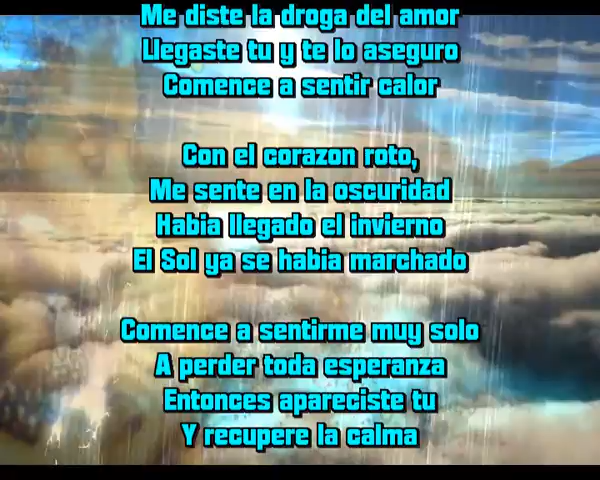 Me diste la droga del amor
Llegaste tu y te lo aseguro
Comence a sentir calor
Con el corazon roto,
Me sente en la oscuridad
Habia llegado el invierno
El Sol ya se habia marchado
Comence a sentirme muy solo
A perder toda esperanza
Entonces apareciste tu
Y recupere la calma